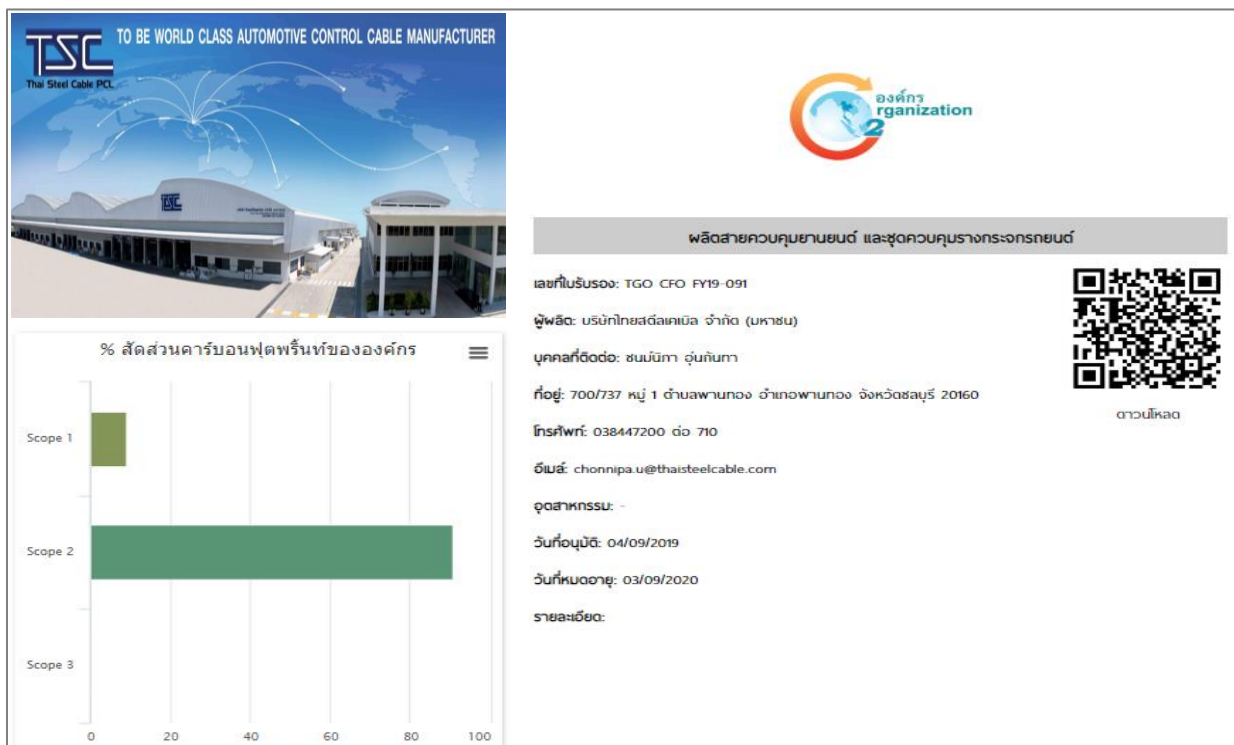 TSC
Thai Steel Cable PCL
TO BE WORLD CLASS AUTOMOTIVE CONTROL CABLE MANUFACTURER
TSC
% สัดส่วนคาร์บอนฟุตพริ้นท์ขององค์กร
Scope 1
Scope 2
Scope 3
0 20 40 60 80 100
องค์กร
rganization
2
ผลิตสายควบคุมยานยนต์ และชุดควบคุมรางกระจกรถยนต์
เลขที่ใบรับรอง: TGO CFO FY19-091
ผู้ผลิต: บริษัทไทยสตีลเคเบิล จำกัด (มหาชน)
บุคคลที่ติดต่อ: ชนม์นิภา อุ่นกันทา
ที่อยู่: 700/737 หมู่ 1 ตำบลพานทอง อำเภอพานทอง จังหวัดชลบุรี 20160
โทรศัพท์: 038447200 ต่อ 710
อีเมล์: chonnipa.u@thaisteelcable.com
อุตสาหกรรม: -
วันที่อนุมัติ: 04/09/2019
วันที่หมดอายุ: 03/09/2020
รายละเอียด:
ดาวน์โหลด